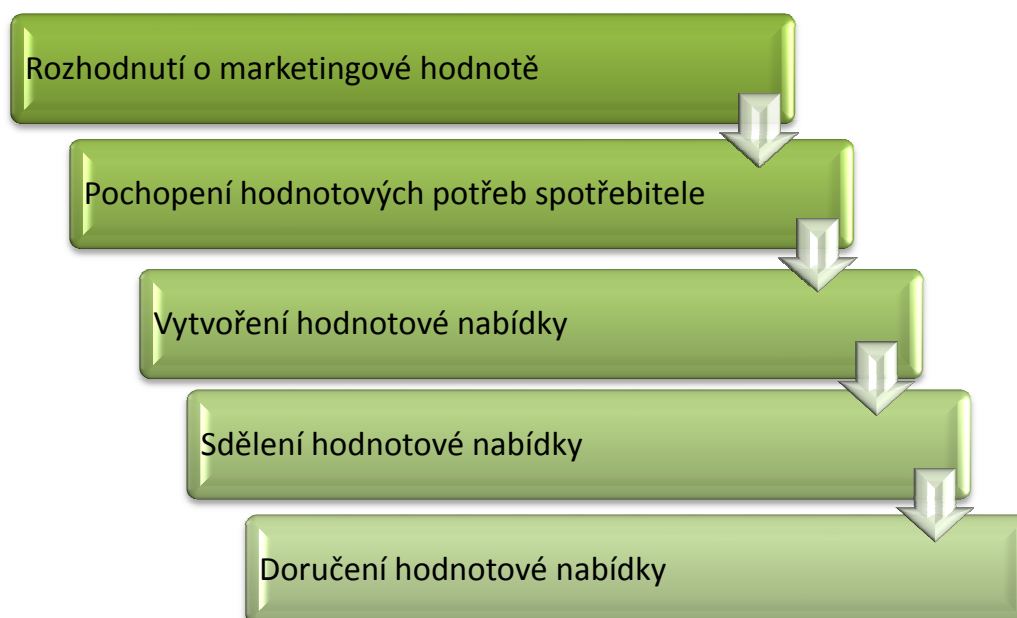 Rozhodnutí o marketingové hodnotě
Pochopení hodnotových potřeb spotřebitele
Vytvoření hodnotové nabídky
Sdělení hodnotové nabídky
Doručení hodnotové nabídky